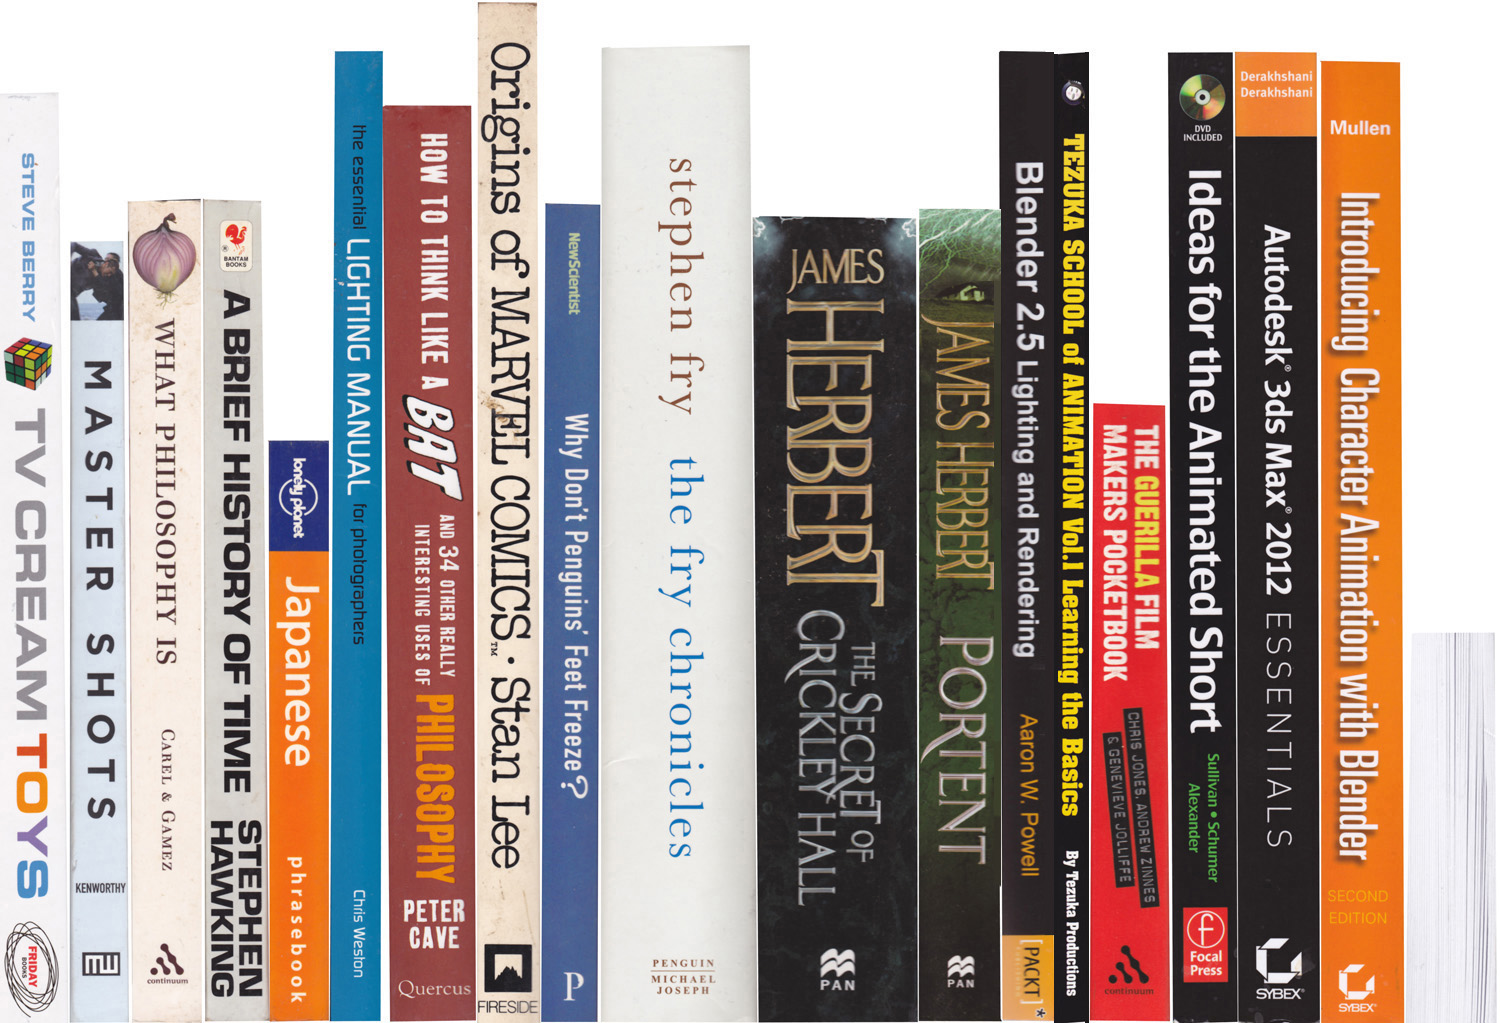 STEVE BERRY
TV CREAM TOYS
FRIDAY
BOOKS
MASTER SHOTS
KENWORTHY
WHAT PHILOSOPHY IS
CAREL & GAMEZ
continuum
BANTAM
BOOKS
A BRIEF HISTORY OF TIME
STEPHEN
HAWKING
lonely planet
Japanese
phrasebook
the essential LIGHTING MANUAL for photographers
Chris Weston
HOW TO THINK LIKE A BAT
AND 34 OTHER REALLY
INTERESTING USES OF
PHILOSOPHY
PETER
CAVE
Quercus
Origins of MARVEL COMICS.™ · Stan Lee
FIRESIDE
NewScientist
Why Don't Penguins' Feet Freeze?
P
stephen fry the fry chronicles
PENGUIN
MICHAEL
JOSEPH
JAMES
HERBERT
THE SECRET OF
CRICKLEY HALL
PAN
JAMES HERBERT
PORTENT
PAN
Blender 2.5 Lighting and Rendering
Aaron W. Powell
[PACKT]
TEZUKA SCHOOL of ANIMATION Vol.1 Learning the Basics
By Tezuka Productions
THE GUERILLA FILM
MAKERS POCKETBOOK
CHRIS JONES, ANDREW ZINNES
& GENEVIEVE JOLLIFFE
continuum
DVD
INCLUDED
Ideas for the Animated Short
Sullivan • Schumer
Alexander
Focal
Press
Derakhshani
Derakhshani
Autodesk® 3ds Max® 2012 ESSENTIALS
SYBEX®
Mullen
Introducing Character Animation with Blender
SECOND
EDITION
SYBEX®